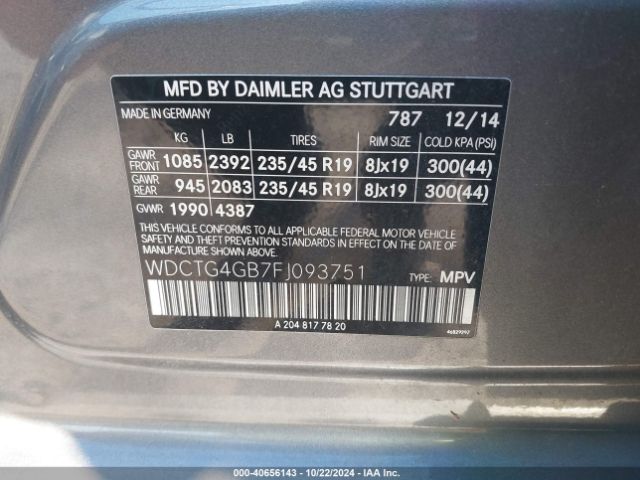 MFD BY DAIMLER AG STUTTGART
MADE IN GERMANY 787 12/14
KG LB TIRES RIM SIZE COLD KPA (PSI)
GAWR FRONT 1085 2392 235/45 R19 8Jx19 300(44)
GAWR REAR 945 2083 235/45 R19 8Jx19 300(44)
GVWR 1990 4387
THIS VEHICLE CONFORMS TO ALL APPLICABLE FEDERAL MOTOR VEHICLE
SAFETY AND THEFT PREVENTION STANDARDS IN EFFECT ON THE DATE OF
MANUFACTURE SHOWN ABOVE.
WDCTG4GB7FJ093751 TYPE: MPV
A 204 817 78 20
© - 40656143 - 10/22/2024 - IAA Inc.